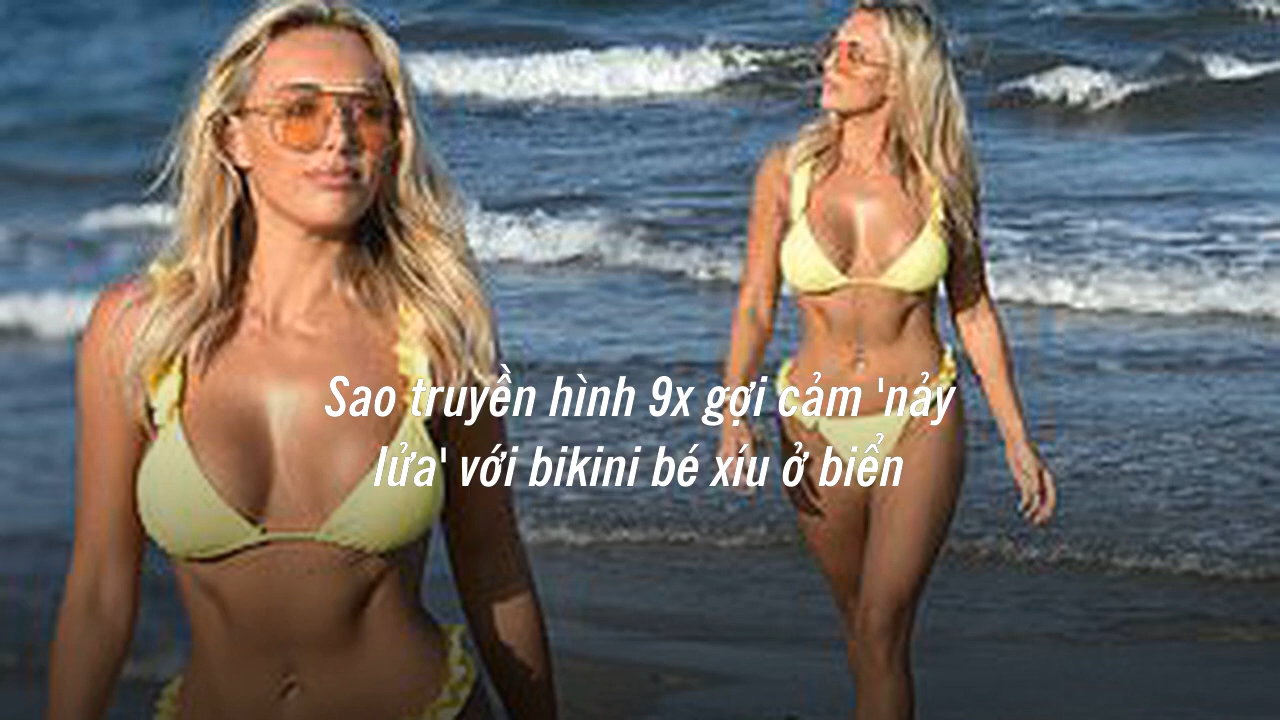 Sao truyền hình 9x gợi cảm 'nảy
lửa' với bikini bé xíu ở biển